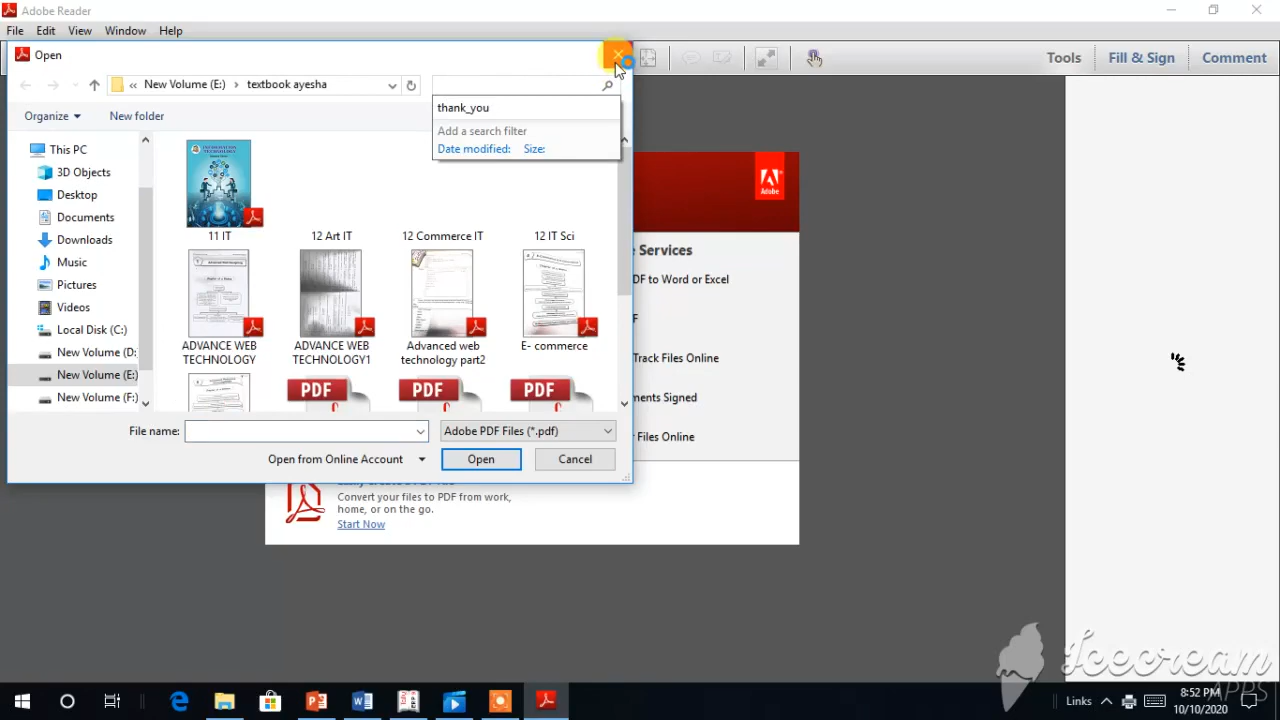 Adobe Reader
File Edit View Window Help
Open
Tools Fill & Sign Comment
« New Volume (E:) › textbook ayesha
thank_you
Add a search filter
Date modified: Size:
Organize New folder
This PC
3D Objects
Desktop
Documents
Downloads
Music
Pictures
Videos
Local Disk (C:)
New Volume (D:
New Volume (E:)
New Volume (F:)
INFORMATION TECHNOLOGY
11 IT 12 Art IT 12 Commerce IT 12 IT Sci
ADVANCE WEB TECHNOLOGY
ADVANCE WEB TECHNOLOGY1
Advanced web technology part2
E- commerce
PDF PDF PDF
File name: Adobe PDF Files (*.pdf)
Open from Online Account Open Cancel
Adobe
Services
DF to Word or Excel
F
Track Files Online
ments Signed
r Files Online
Convert your files to PDF from work,
home, or on the go.
Start Now
Icecream
APPS
Links 8:52 PM
10/10/2020